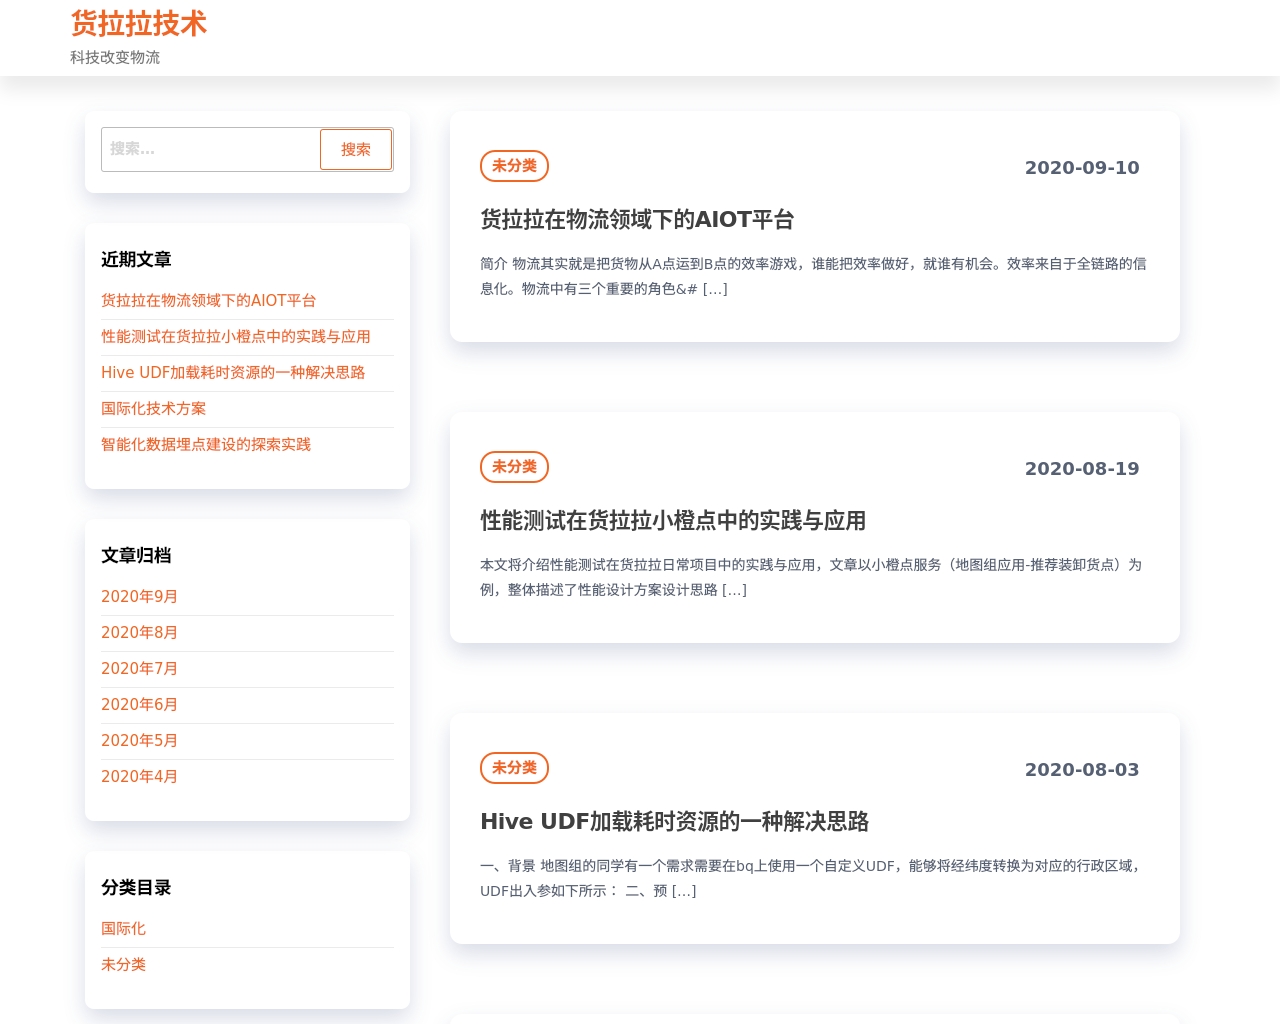 货拉拉技术
科技改变物流
搜索...
搜索
近期文章
货拉拉在物流领域下的AIOT平台
性能测试在货拉拉小橙点中的实践与应用
Hive UDF加载耗时资源的一种解决思路
国际化技术方案
智能化数据埋点建设的探索实践
文章归档
2020年9月
2020年8月
2020年7月
2020年6月
2020年5月
2020年4月
分类目录
国际化
未分类
未分类
2020-09-10
货拉拉在物流领域下的AIOT平台
简介 物流其实就是把货物从A点运到B点的效率游戏，谁能把效率做好，就谁有机会。效率来自于全链路的信
息化。物流中有三个重要的角色&# […]
未分类
2020-08-19
性能测试在货拉拉小橙点中的实践与应用
本文将介绍性能测试在货拉拉日常项目中的实践与应用，文章以小橙点服务（地图组应用-推荐装卸货点）为
例，整体描述了性能设计方案设计思路 […]
未分类
2020-08-03
Hive UDF加载耗时资源的一种解决思路
一、背景 地图组的同学有一个需求需要在bq上使用一个自定义UDF，能够将经纬度转换为对应的行政区域，
UDF出入参如下所示： 二、预 […]